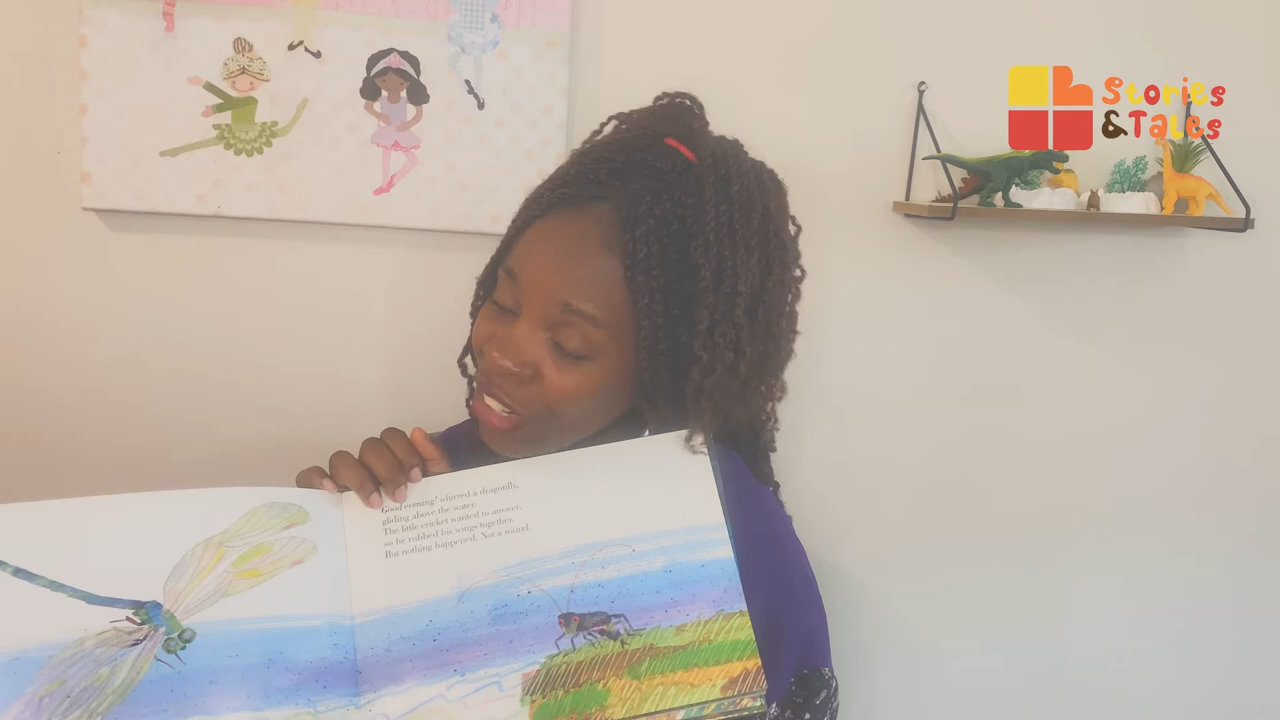 Stories
&Tales
Good evening! whirred a dragonfly,
gliding above the water.
The little cricket wanted to answer,
so he rubbed his wings together.
But nothing happened. Not a sound.